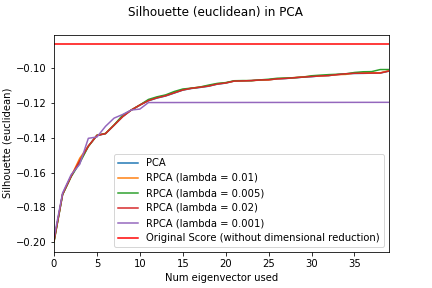 Silhouette (euclidean) in PCA
Silhouette (euclidean)
−0.10
−0.12
−0.14
−0.16
−0.18
−0.20
PCA
RPCA (lambda = 0.01)
RPCA (lambda = 0.005)
RPCA (lambda = 0.02)
RPCA (lambda = 0.001)
Original Score (without dimensional reduction)
0 5 10 15 20 25 30 35
Num eigenvector used